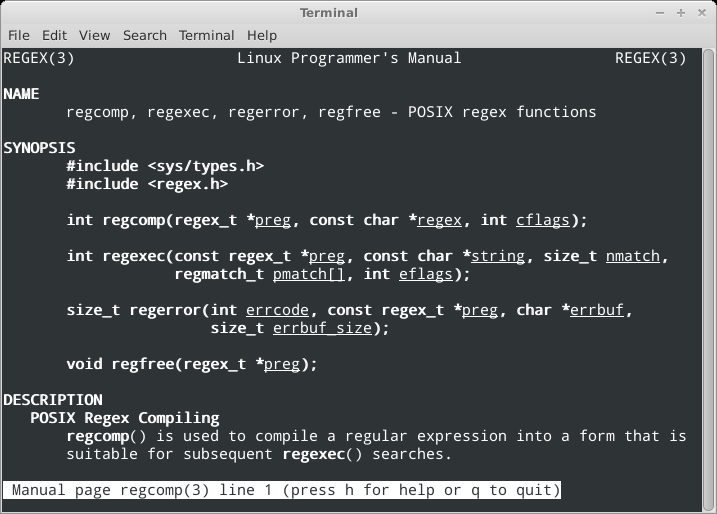 Terminal
File Edit View Search Terminal Help
REGEX(3) Linux Programmer's Manual REGEX(3)
NAME
regcomp, regexec, regerror, regfree - POSIX regex functions
SYNOPSIS
#include <sys/types.h>
#include <regex.h>
int regcomp(regex_t *preg, const char *regex, int cflags);
int regexec(const regex_t *preg, const char *string, size_t nmatch,
regmatch_t pmatch[], int eflags);
size_t regerror(int errcode, const regex_t *preg, char *errbuf,
size_t errbuf_size);
void regfree(regex_t *preg);
DESCRIPTION
POSIX Regex Compiling
regcomp() is used to compile a regular expression into a form that is
suitable for subsequent regexec() searches.
Manual page regcomp(3) line 1 (press h for help or q to quit)